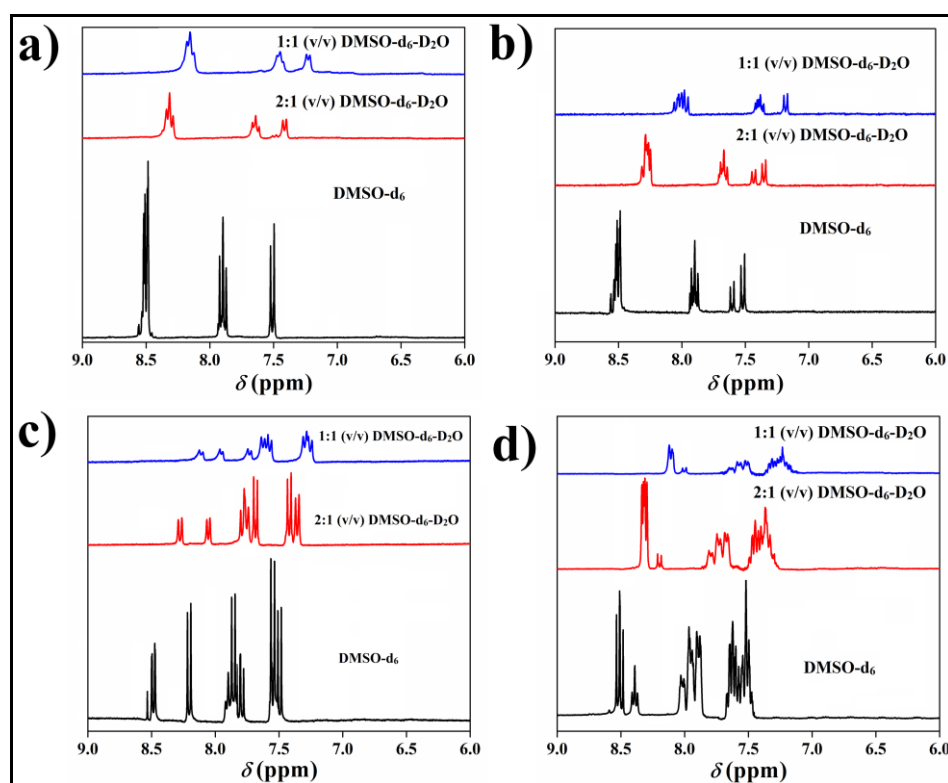 a)
1:1 (v/v) DMSO-d₆-D₂O
2:1 (v/v) DMSO-d₆-D₂O
DMSO-d₆
9.0 8.5 8.0 7.5 7.0 6.5 6.0
δ (ppm)
b)
1:1 (v/v) DMSO-d₆-D₂O
2:1 (v/v) DMSO-d₆-D₂O
DMSO-d₆
9.0 8.5 8.0 7.5 7.0 6.5 6.0
δ (ppm)
c)
1:1 (v/v) DMSO-d₆-D₂O
2:1 (v/v) DMSO-d₆-D₂O
DMSO-d₆
9.0 8.5 8.0 7.5 7.0 6.5 6.0
δ (ppm)
d)
1:1 (v/v) DMSO-d₆-D₂O
2:1 (v/v) DMSO-d₆-D₂O
DMSO-d₆
9.0 8.5 8.0 7.5 7.0 6.5 6.0
δ (ppm)